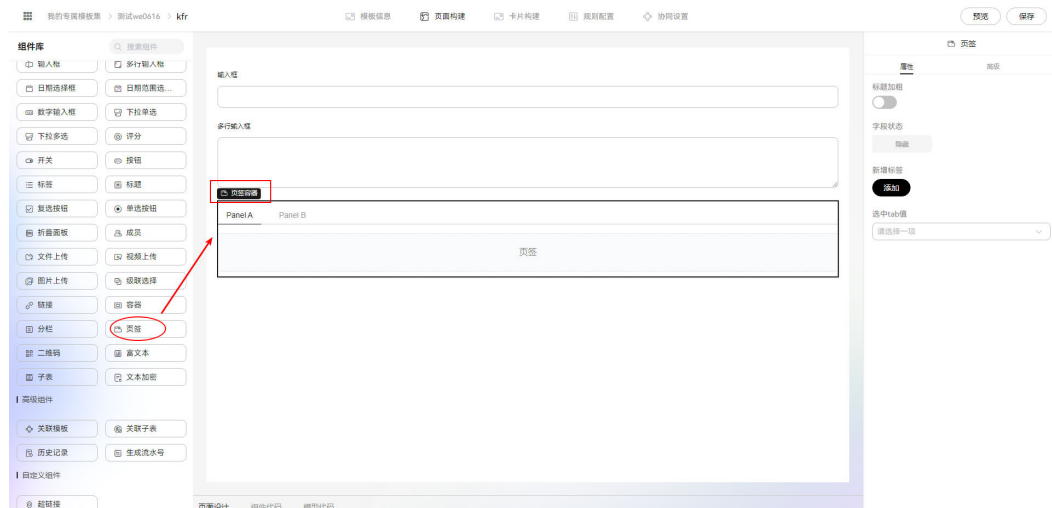 我的专属模板集 > 测试we0616 > kfr
模板信息
页面构建
卡片构建
规则配置
协同设置
预览
保存
组件库
搜索组件
输入框
多行输入框
日期选择框
日期范围选...
数字输入框
下拉单选
下拉多选
评分
开关
按钮
标签
标题
复选按钮
单选按钮
折叠面板
成员
文件上传
视频上传
图片上传
级联选择
链接
容器
分栏
页签
二维码
富文本
子表
文本加密
高级组件
关联模板
关联子表
历史记录
生成流水号
自定义组件
超链接
输入框
多行输入框
页签容器
Panel A
Panel B
页签
页面设计
组件代码
模型代码
页签
属性
高级
标题加粗
字段状态
隐藏
新增标签
添加
选中tab值
请选择一项